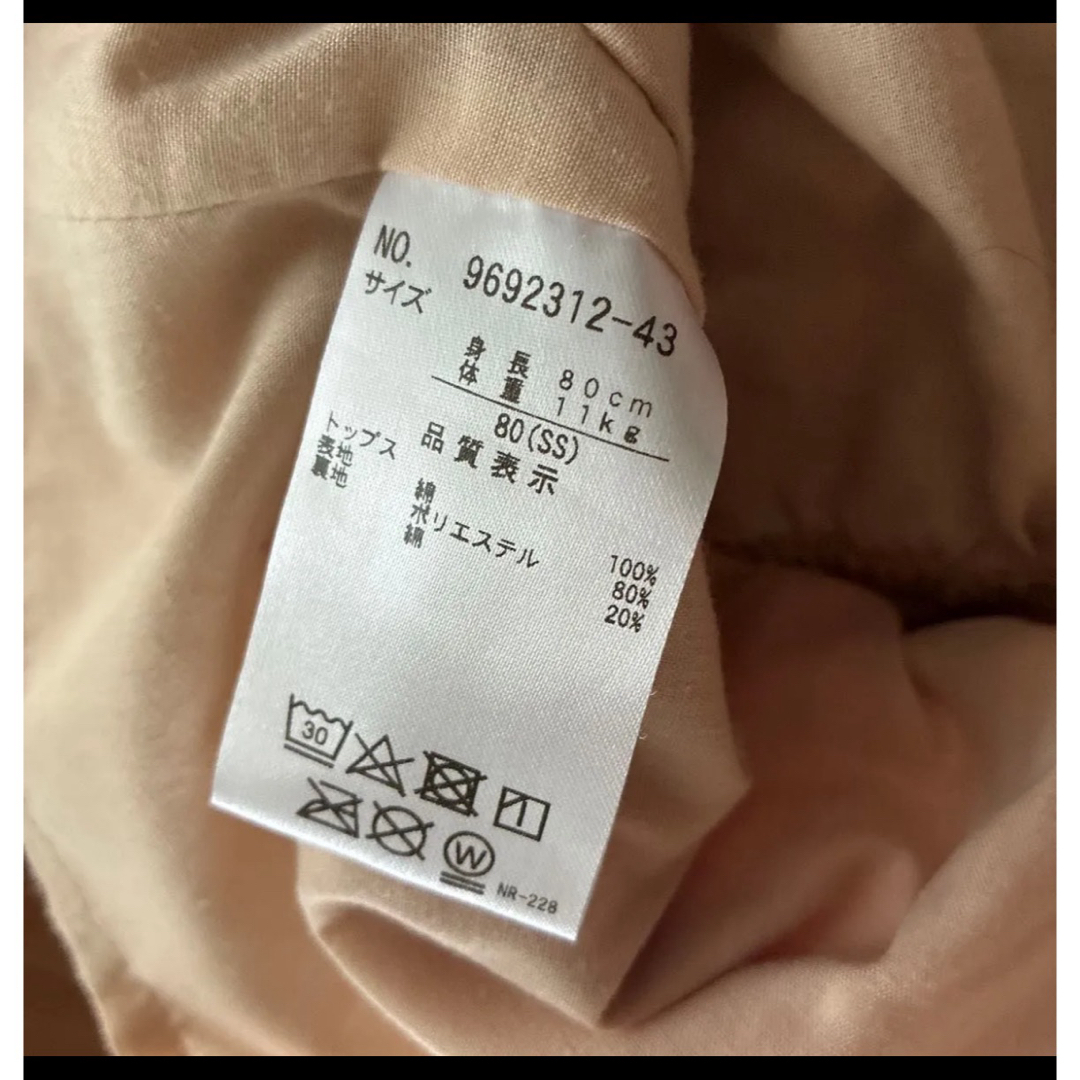 NO. 9692312-43
サイズ
身長 80cm
体重 11kg
80(SS)
品質表示
トップス
表地 綿 100%
裏地 ポリエステル 80%
綿 20%
30
W
NR-228